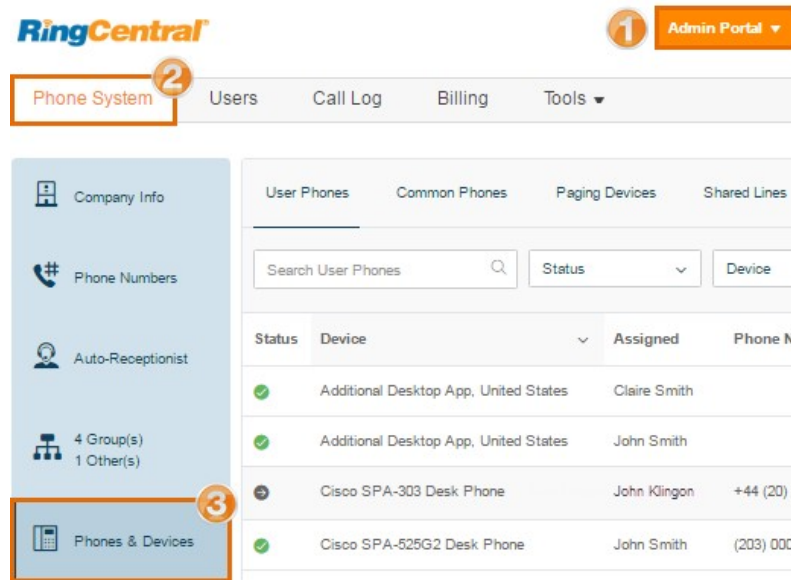 RingCentral®
1
Admin Portal
2
Phone System
Users
Call Log
Billing
Tools
Company Info
Phone Numbers
Auto-Receptionist
4 Group(s)
1 Other(s)
3
Phones & Devices
User Phones
Common Phones
Paging Devices
Shared Lines
Search User Phones
Status
Device
Status Device Assigned Phone N
Additional Desktop App, United States Claire Smith
Additional Desktop App, United States John Smith
Cisco SPA-303 Desk Phone John Klingon +44 (20)
Cisco SPA-525G2 Desk Phone John Smith (203) 000